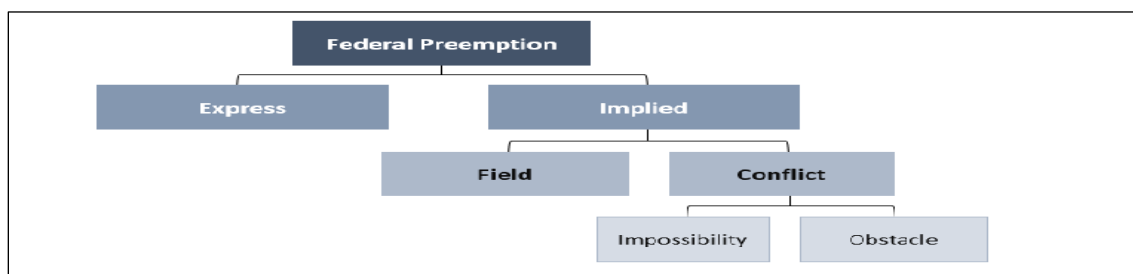 Federal Preemption
Express
Implied
Field
Conflict
Impossibility
Obstacle